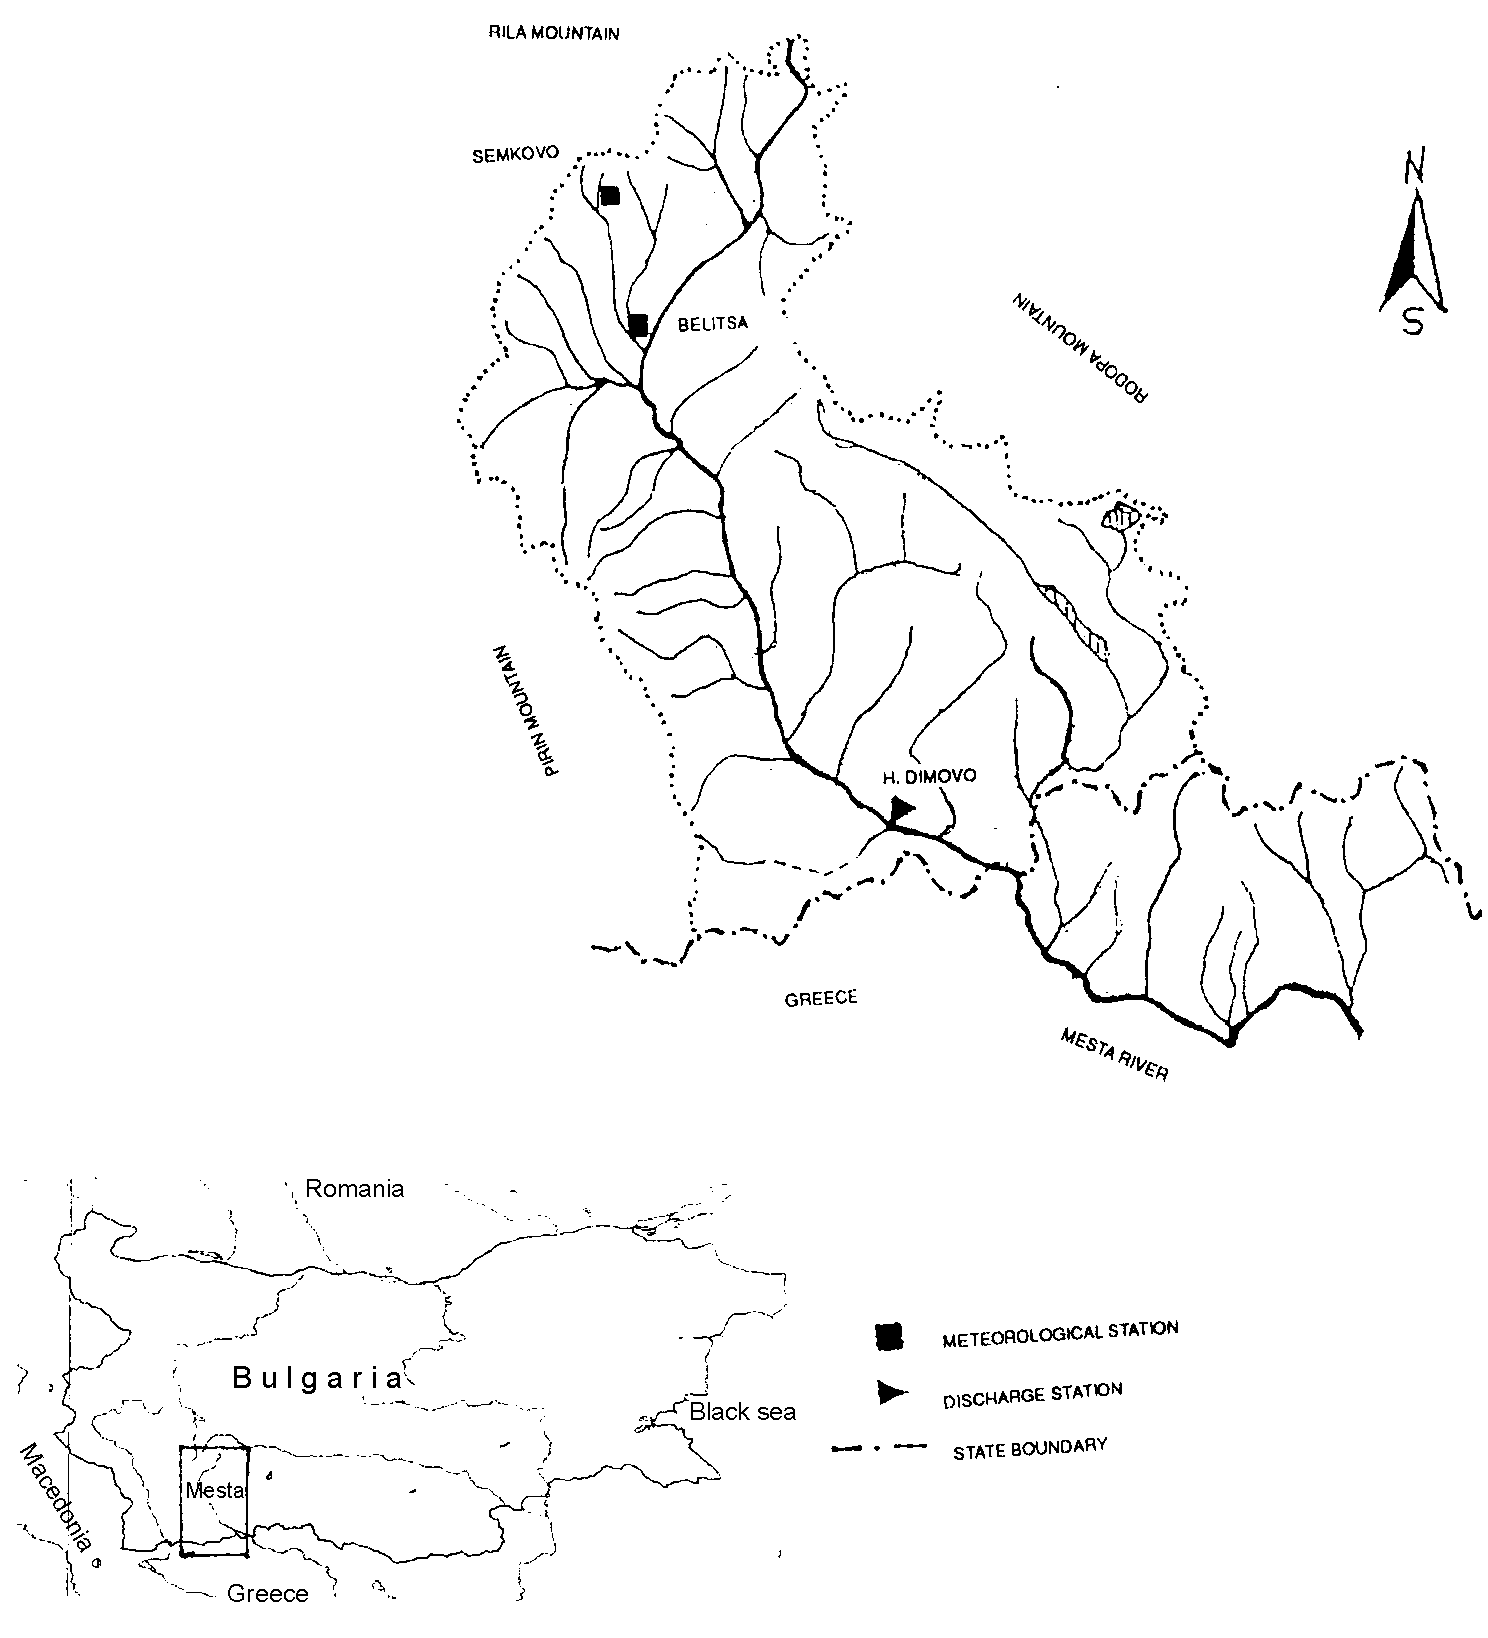 RILA MOUNTAIN
SEMKOVO
N
S
RODOPA MOUNTAIN
BELITSA
PIRIN MOUNTAIN
H. DIMOVO
GREECE
MESTA RIVER
Romania
Bulgaria
Black sea
Macedonia
Mesta
Greece
METEOROLOGICAL STATION
DISCHARGE STATION
STATE BOUNDARY